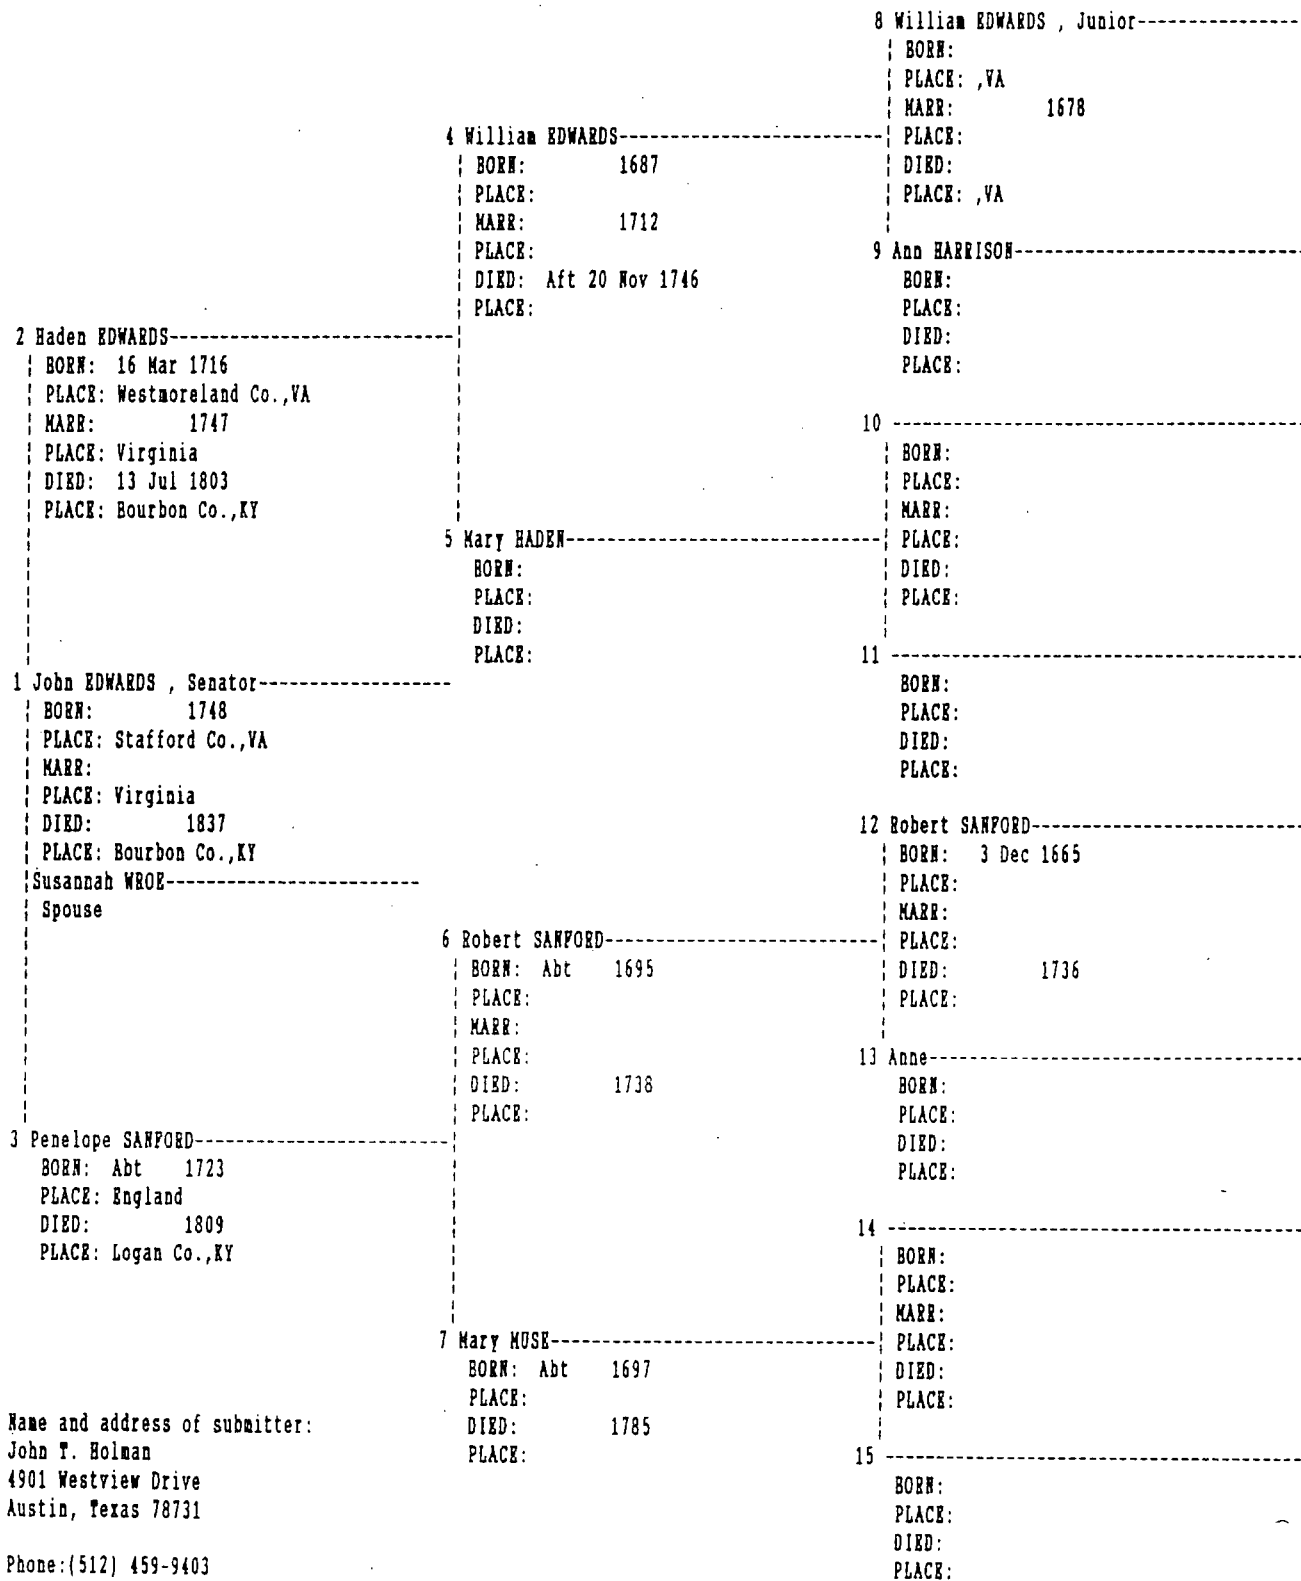 8 William EDWARDS , Junior----------------
BORN:
PLACE: ,VA
MARR: 1678
PLACE:
DIED:
PLACE: ,VA
4 William EDWARDS--------------------------
BORN: 1687
PLACE:
MARR: 1712
PLACE:
DIED: Aft 20 Nov 1746
PLACE:
9 Ann HARRISON----------------------------
BORN:
PLACE:
DIED:
PLACE:
2 Haden EDWARDS----------------------------
BORN: 16 Mar 1716
PLACE: Westmoreland Co.,VA
MARR: 1747
PLACE: Virginia
DIED: 13 Jul 1803
PLACE: Bourbon Co.,KY
10 ----------------------------------------
BORN:
PLACE:
MARR:
PLACE:
DIED:
PLACE:
5 Mary HADEN-------------------------------
BORN:
PLACE:
DIED:
PLACE:
11 ----------------------------------------
BORN:
PLACE:
DIED:
PLACE:
1 John EDWARDS , Senator-------------------
BORN: 1748
PLACE: Stafford Co.,VA
MARR:
PLACE: Virginia
DIED: 1837
PLACE: Bourbon Co.,KY
Susannah WROE-------------------------
Spouse
12 Robert SANFORD--------------------------
BORN: 3 Dec 1665
PLACE:
MARR:
PLACE:
DIED: 1736
PLACE:
6 Robert SANFORD---------------------------
BORN: Abt 1695
PLACE:
MARR:
PLACE:
DIED: 1738
PLACE:
13 Anne------------------------------------
BORN:
PLACE:
DIED:
PLACE:
3 Penelope SANFORD-------------------------
BORN: Abt 1723
PLACE: England
DIED: 1809
PLACE: Logan Co.,KY
14 ----------------------------------------
BORN:
PLACE:
MARR:
PLACE:
DIED:
PLACE:
7 Mary MUSE--------------------------------
BORN: Abt 1697
PLACE:
DIED: 1785
PLACE:
15 ----------------------------------------
BORN:
PLACE:
DIED:
PLACE:
Name and address of submitter:
John T. Holman
4901 Westview Drive
Austin, Texas 78731
Phone:(512) 459-9403